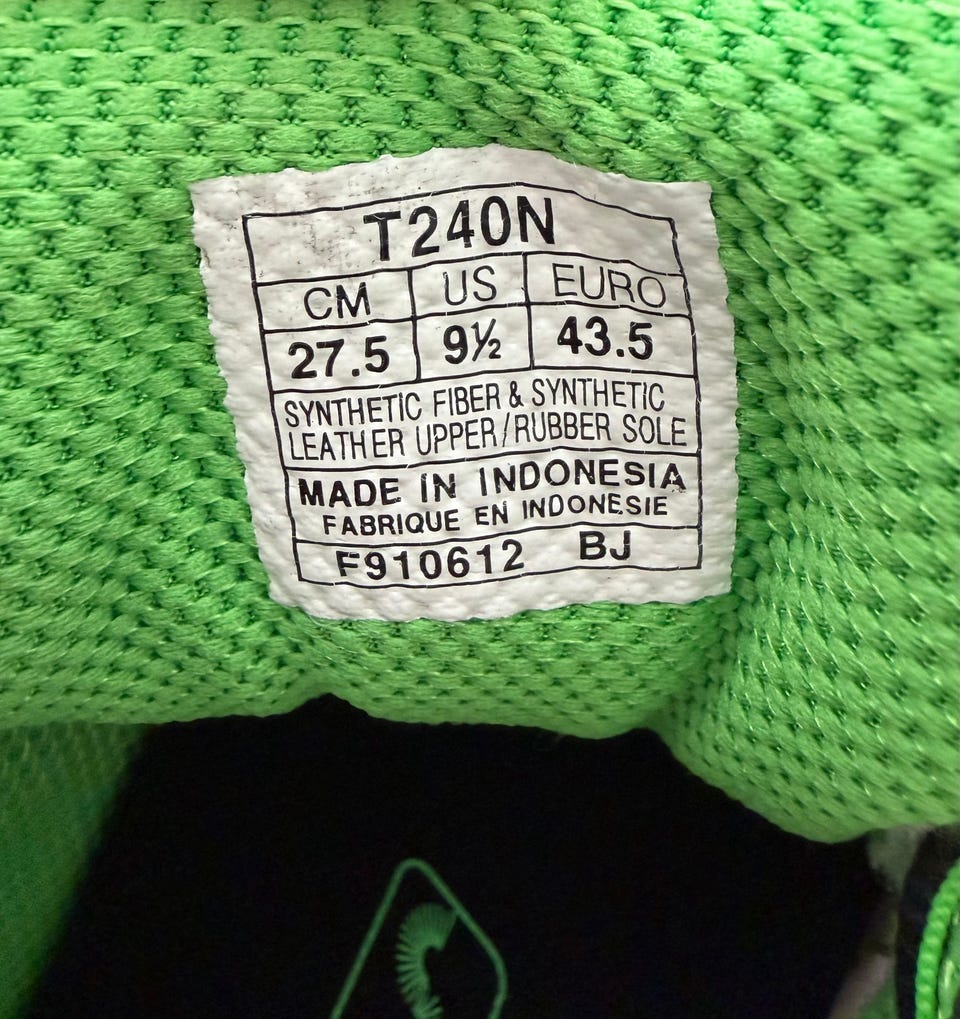 T240N
CM US EURO
27.5 9½ 43.5
SYNTHETIC FIBER & SYNTHETIC
LEATHER UPPER/RUBBER SOLE
MADE IN INDONESIA
FABRIQUE EN INDONESIE
F910612 BJ